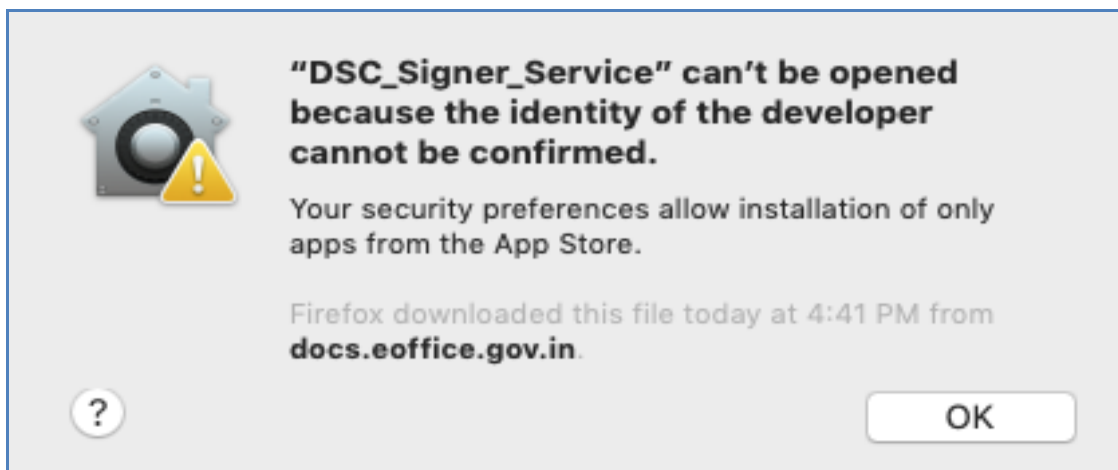 “DSC_Signer_Service” can’t be opened
because the identity of the developer
cannot be confirmed.
Your security preferences allow installation of only
apps from the App Store.
Firefox downloaded this file today at 4:41 PM from
docs.eoffice.gov.in.
?
OK